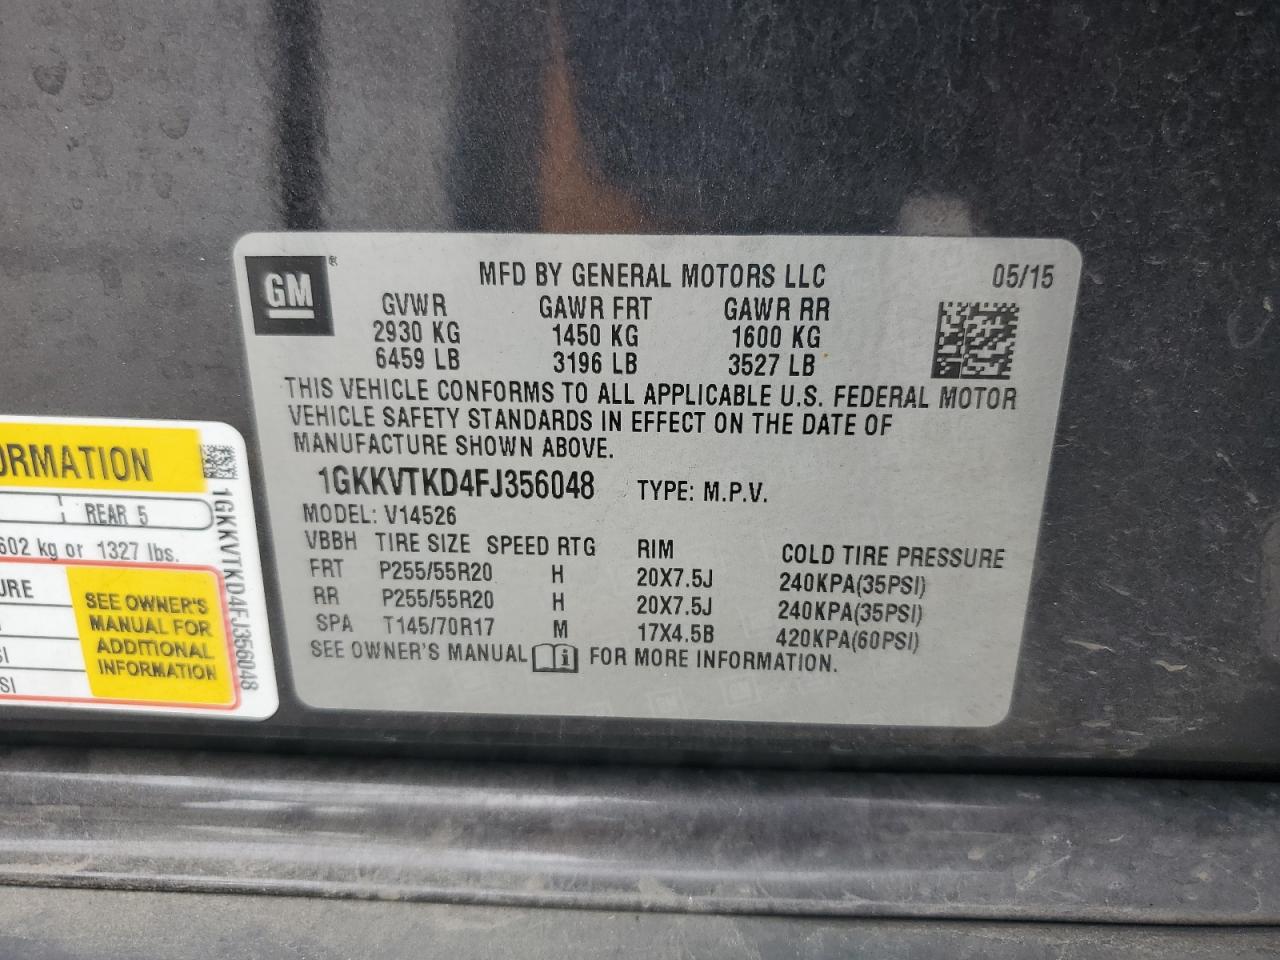 GM ®
MFD BY GENERAL MOTORS LLC 05/15
GVWR GAWR FRT GAWR RR
2930 KG 1450 KG 1600 KG
6459 LB 3196 LB 3527 LB
THIS VEHICLE CONFORMS TO ALL APPLICABLE U.S. FEDERAL MOTOR
VEHICLE SAFETY STANDARDS IN EFFECT ON THE DATE OF
MANUFACTURE SHOWN ABOVE.
1GKKVTKD4FJ356048 TYPE: M.P.V.
MODEL: V14526
VBBH TIRE SIZE SPEED RTG RIM COLD TIRE PRESSURE
FRT P255/55R20 H 20X7.5J 240KPA(35PSI)
RR P255/55R20 H 20X7.5J 240KPA(35PSI)
SPA T145/70R17 M 17X4.5B 420KPA(60PSI)
SEE OWNER'S MANUAL i FOR MORE INFORMATION.
REAR 5
602 kg or 1327 lbs.
SEE OWNER'S
MANUAL FOR
ADDITIONAL
INFORMATION
1GKKVTKD4FJ356048